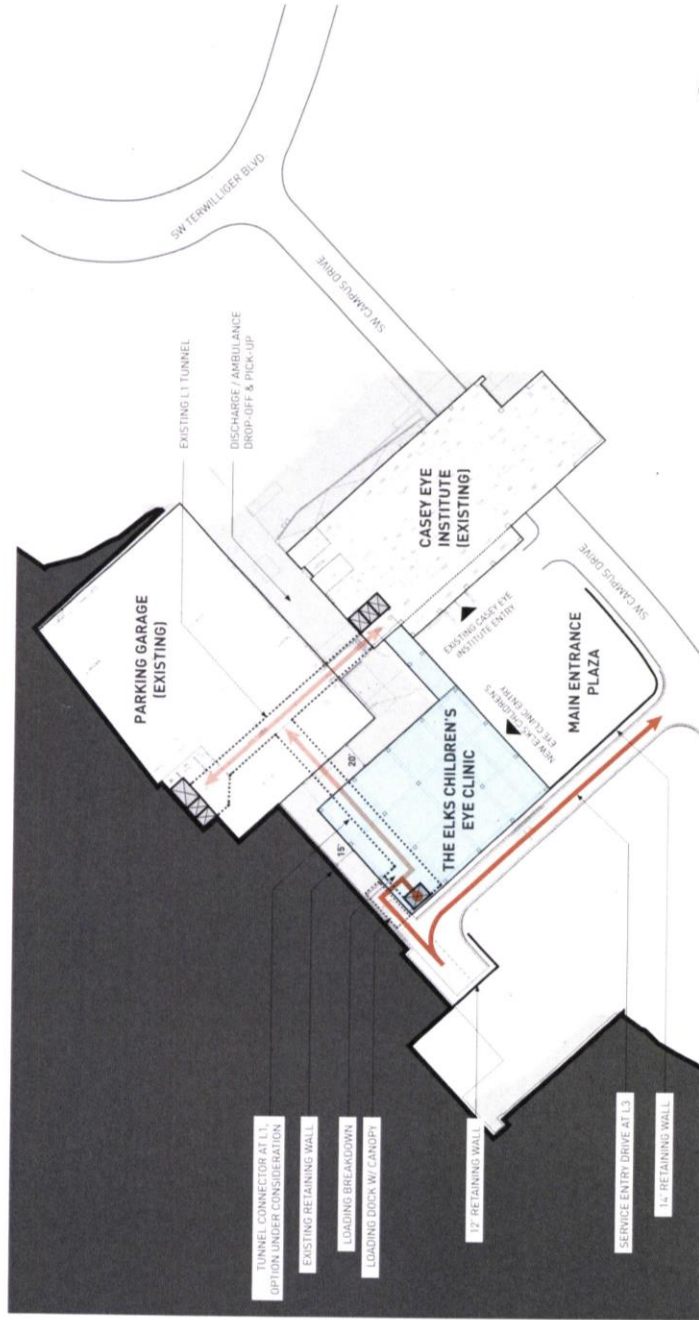 SW TERWILLIGER BLVD
SW CAMPUS DRIVE
EXISTING L1 TUNNEL
DISCHARGE / AMBULANCE
DROP-OFF & PICK-UP
PARKING GARAGE
(EXISTING)
CASEY EYE
INSTITUTE
(EXISTING)
EXISTING CASEY EYE
INSTITUTE ENTRY
NEW ELKS CHILDREN'S
EYE CLINIC ENTRY
MAIN ENTRANCE
PLAZA
SW CAMPUS DRIVE
THE ELKS CHILDREN'S
EYE CLINIC
20'
15'
TUNNEL CONNECTOR AT L1,
OPTION UNDER CONSIDERATION
EXISTING RETAINING WALL
LOADING BREAKDOWN
LOADING DOCK W/ CANOPY
12' RETAINING WALL
SERVICE ENTRY DRIVE AT L3
14' RETAINING WALL